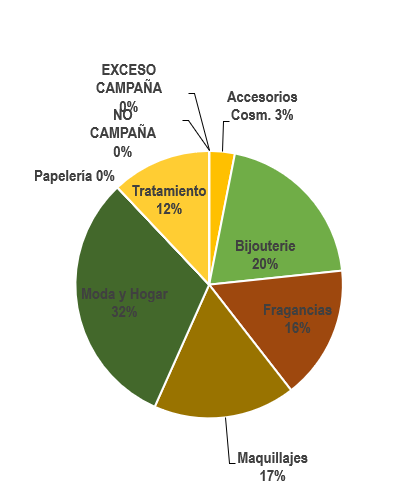 EXCESO
CAMPAÑA
0%
NO
CAMPAÑA
0%
Accesorios
Cosm. 3%
Papelería 0%
Tratamiento
12%
Bijouterie
20%
Moda y Hogar
32%
Fragancias
16%
Maquillajes
17%